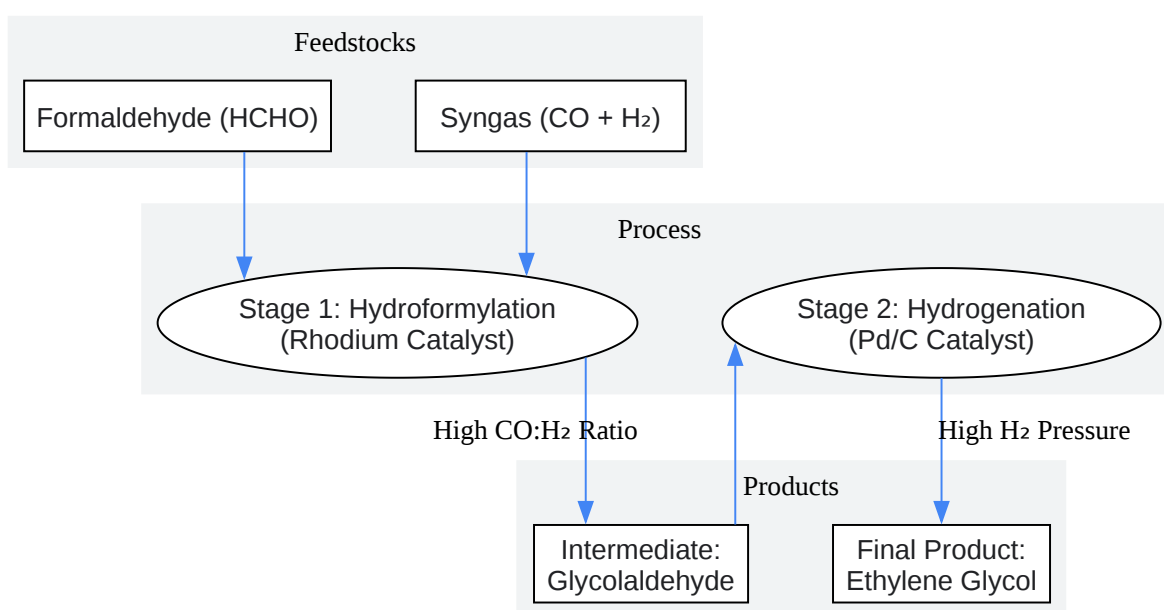 Feedstocks
Formaldehyde (HCHO)
Syngas (CO + H₂)
Process
Stage 1: Hydroformylation
(Rhodium Catalyst)
Stage 2: Hydrogenation
(Pd/C Catalyst)
High CO:H₂ Ratio
High H₂ Pressure
Products
Intermediate:
Glycolaldehyde
Final Product:
Ethylene Glycol